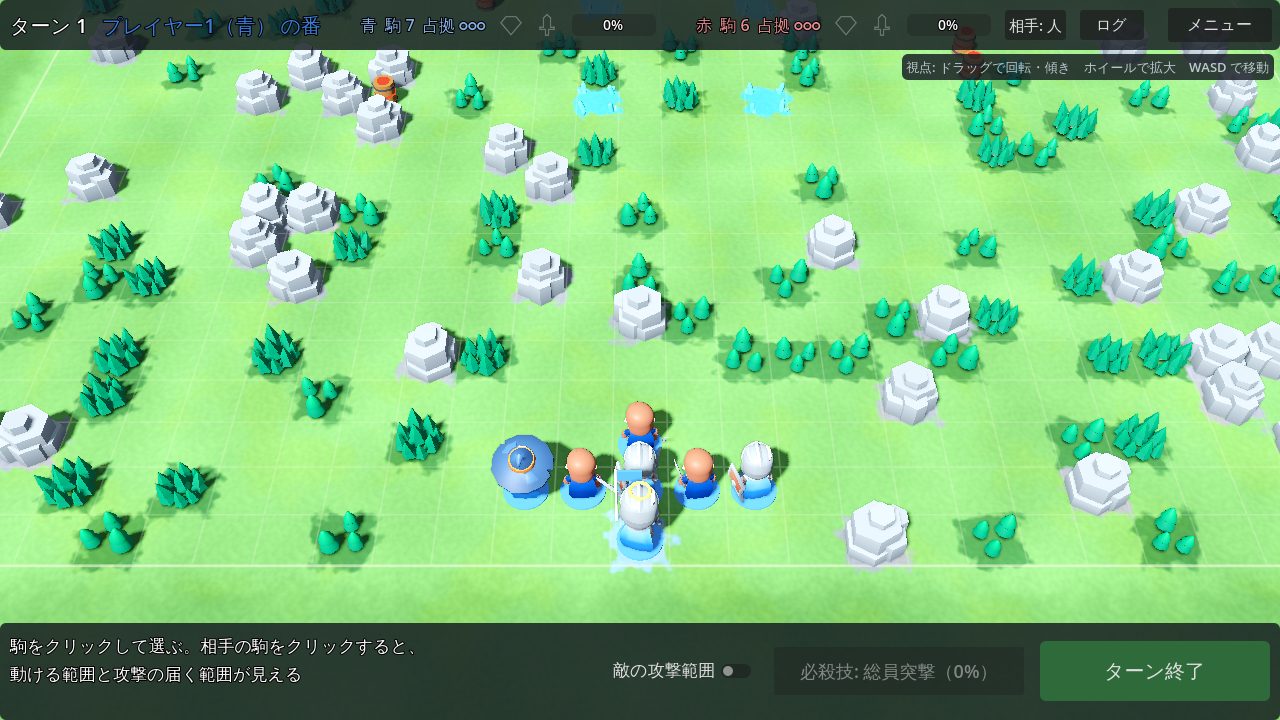 ターン 1 プレイヤー1（青）の番 青 駒 7 占拠 0% 赤 駒 6 占拠 0% 相手: 人 ログ メニュー
視点: ドラッグで回転・傾き ホイールで拡大 WASD で移動
駒をクリックして選ぶ。相手の駒をクリックすると、
動ける範囲と攻撃の届く範囲が見える
敵の攻撃範囲
必殺技: 総員突撃（0%）
ターン終了